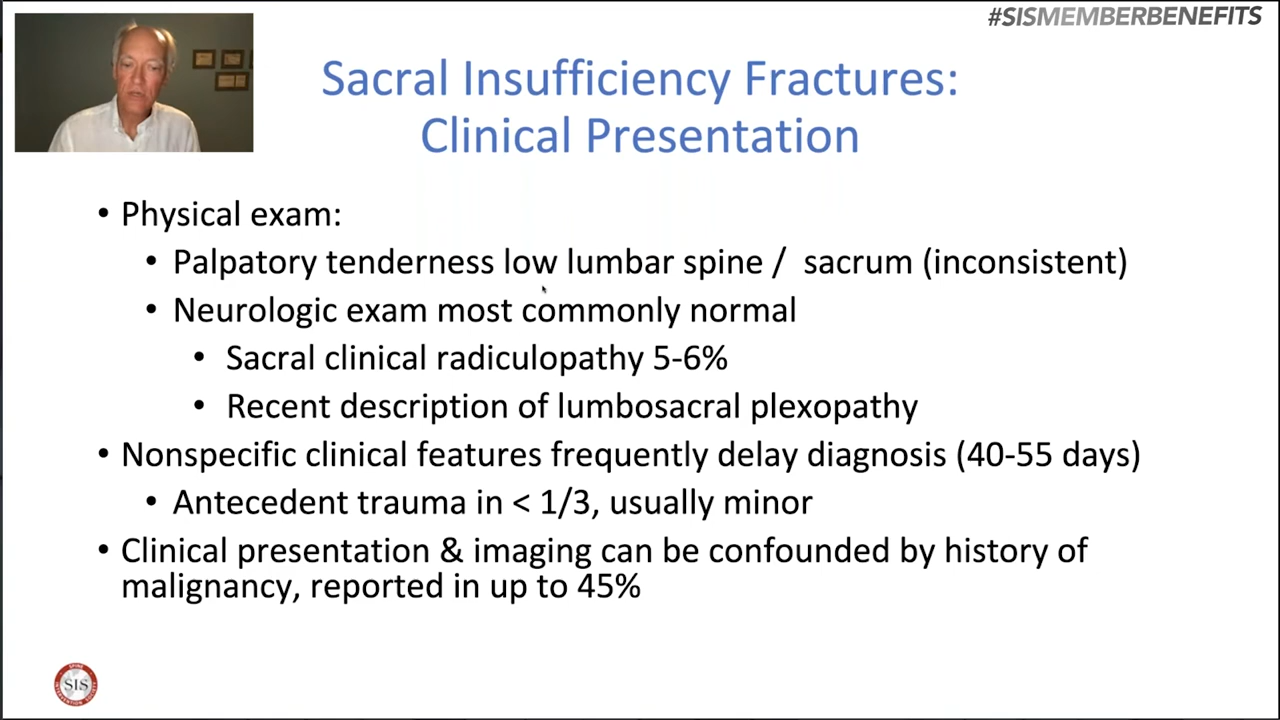 #SISMEMBERBENEFITS
Sacral Insufficiency Fractures:
Clinical Presentation
• Physical exam:
• Palpatory tenderness low lumbar spine / sacrum (inconsistent)
• Neurologic exam most commonly normal
• Sacral clinical radiculopathy 5-6%
• Recent description of lumbosacral plexopathy
• Nonspecific clinical features frequently delay diagnosis (40-55 days)
• Antecedent trauma in < 1/3, usually minor
• Clinical presentation & imaging can be confounded by history of
malignancy, reported in up to 45%
SPINE
SIS
INTERVENTION SOCIETY